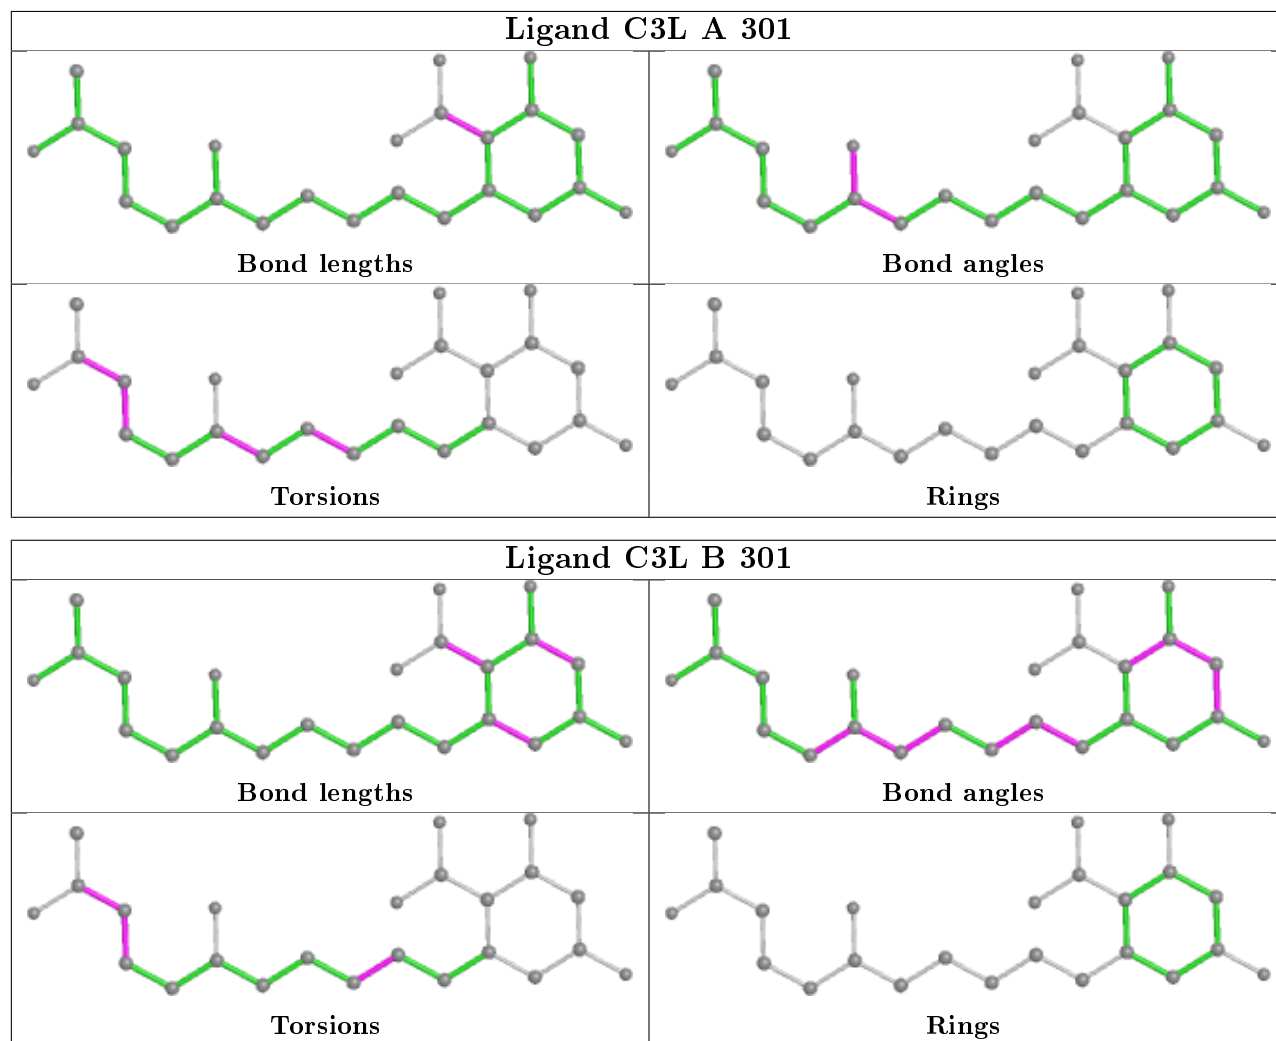 Ligand C3L A 301
Bond lengths
Bond angles
Torsions
Rings
Ligand C3L B 301
Bond lengths
Bond angles
Torsions
Rings